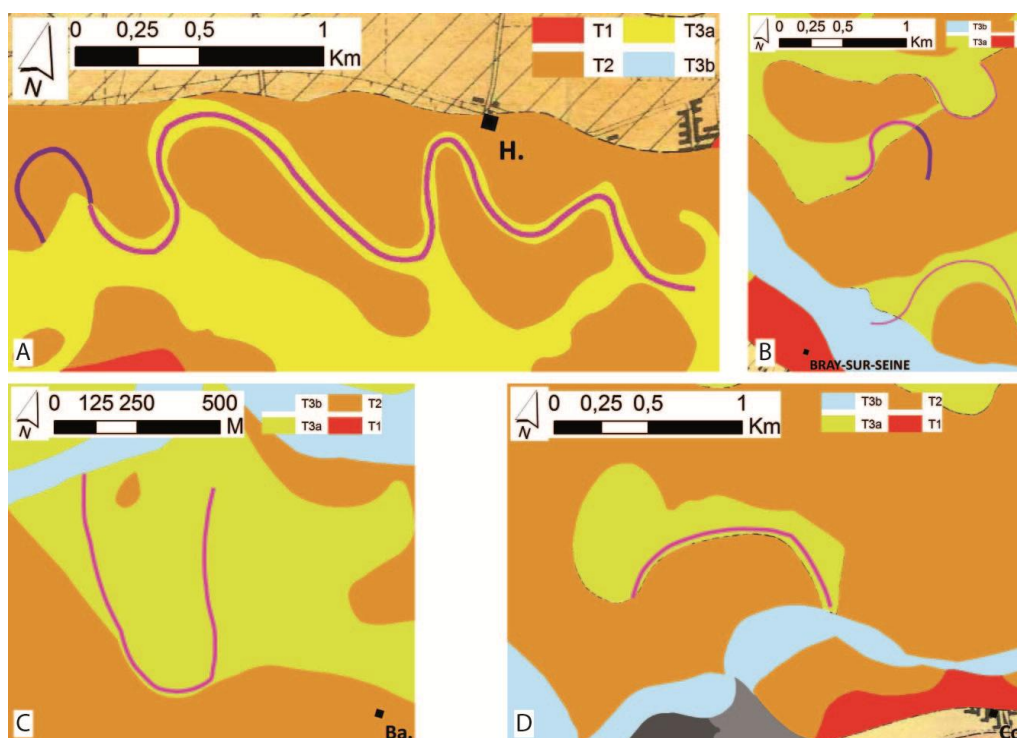 0 0,25 0,5 1
Km
N
T1 T3a
T2 T3b
H.
A
0 0,25 0,5 1
Km
N
T3b T2
T3a T1
BRAY-SUR-SEINE
B
0 125 250 500
M
N
T3b T2
T3a T1
Ba.
C
0 0,25 0,5 1
Km
N
T3b T2
T3a T1
D